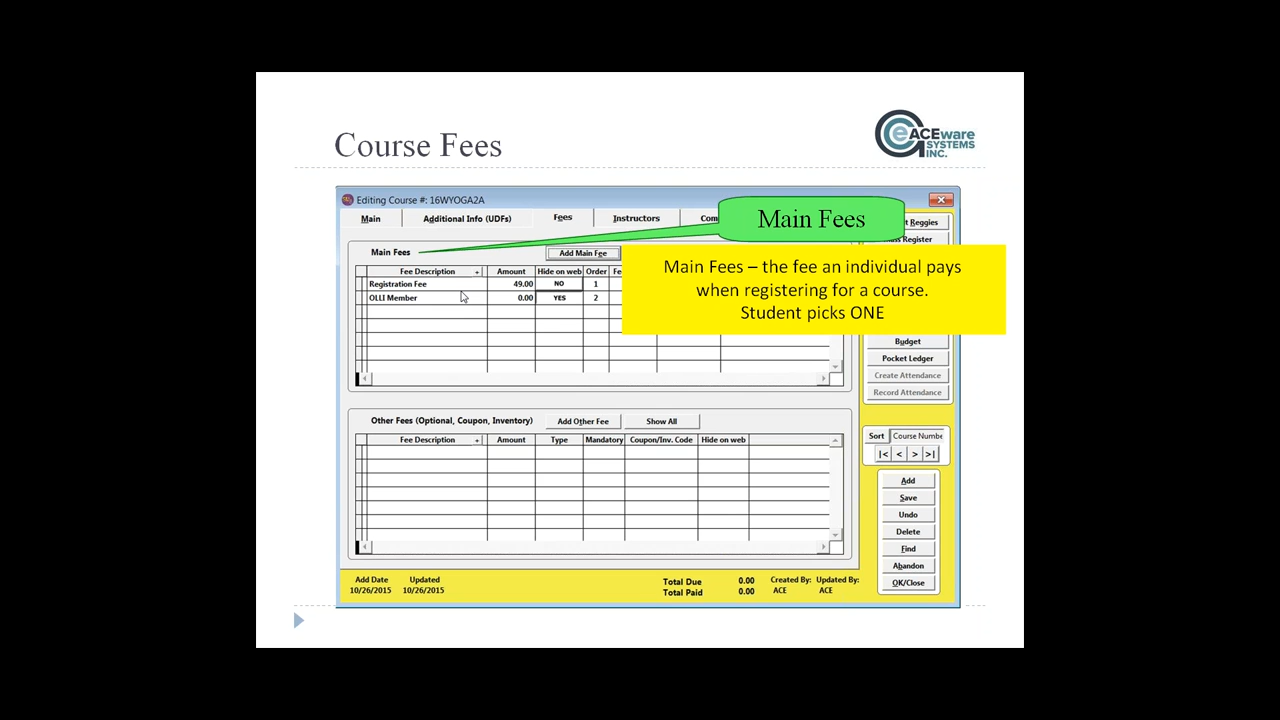 Course Fees
eACEware
SYSTEMS
INC.
Editing Course #: 16WYOGA2A
Main
Additional Info (UDFs)
Fees
Instructors
Com
Main Fees
t Reggies
Register
Main Fees
Add Main Fee
Main Fees – the fee an individual pays
when registering for a course.
Student picks ONE
Fee Description + Amount Hide on web Order Fe
Registration Fee 49.00 NO 1
OLLI Member 0.00 YES 2
Budget
Pocket Ledger
Create Attendance
Record Attendance
Other Fees (Optional, Coupon, Inventory)
Add Other Fee
Show All
Fee Description + Amount Type Mandatory Coupon/Inv. Code Hide on web
Sort Course Numbe
|< < > >|
Add
Save
Undo
Delete
Find
Abandon
OK/Close
Add Date Updated Total Due 0.00 Created By: Updated By:
10/26/2015 10/26/2015 Total Paid 0.00 ACE ACE